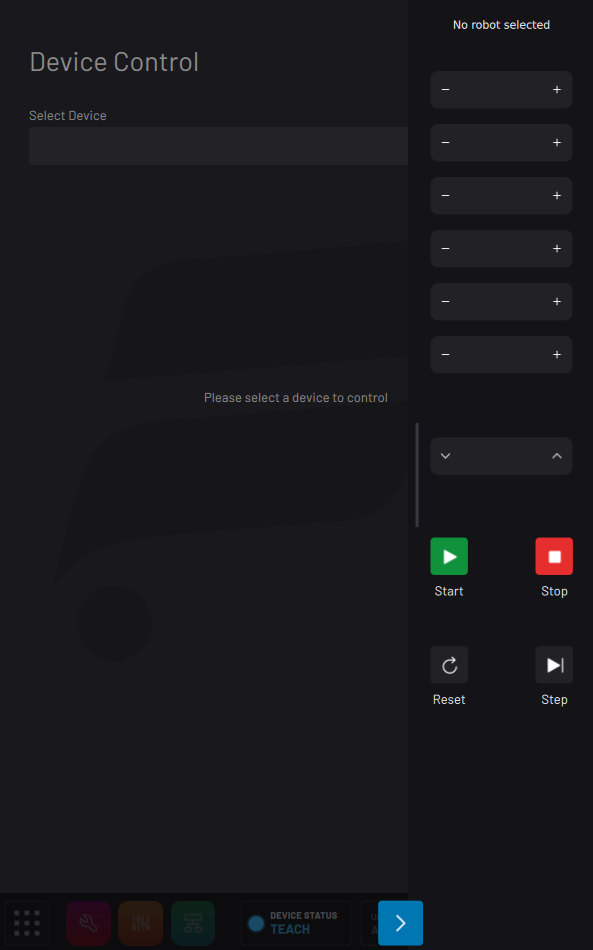 No robot selected
Device Control
Select Device
Please select a device to control
Start
Stop
Reset
Step
DEVICE STATUS
TEACH